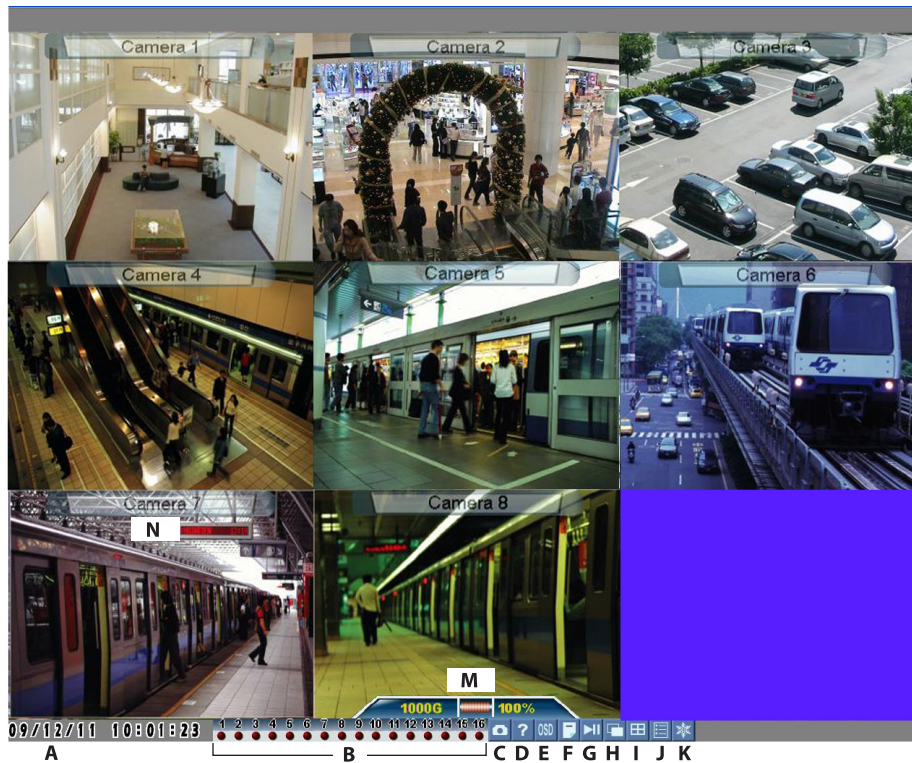 Camera 1 Camera 2 Camera 3
Camera 4 Camera 5 Camera 6
Camera 7 Camera 8
N
M
1000G 100%
1 2 3 4 5 6 7 8 9 10 11 12 13 14 15 16
09/12/11 10:01:23 ? OSD
A B C D E F G H I J K